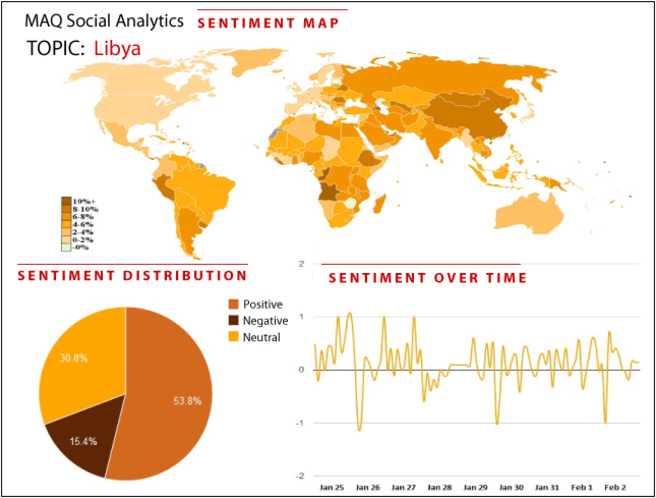 MAQ Social Analytics
SENTIMENT MAP
TOPIC: Libya
10%+
8-10%
6-8%
4-6%
2-4%
0-2%
-0%
SENTIMENT DISTRIBUTION
Positive
Negative
Neutral
30.8%
53.8%
15.4%
SENTIMENT OVER TIME
2
1
0
-1
-2
Jan 25 Jan 26 Jan 27 Jan 28 Jan 29 Jan 30 Jan 31 Feb 1 Feb 2